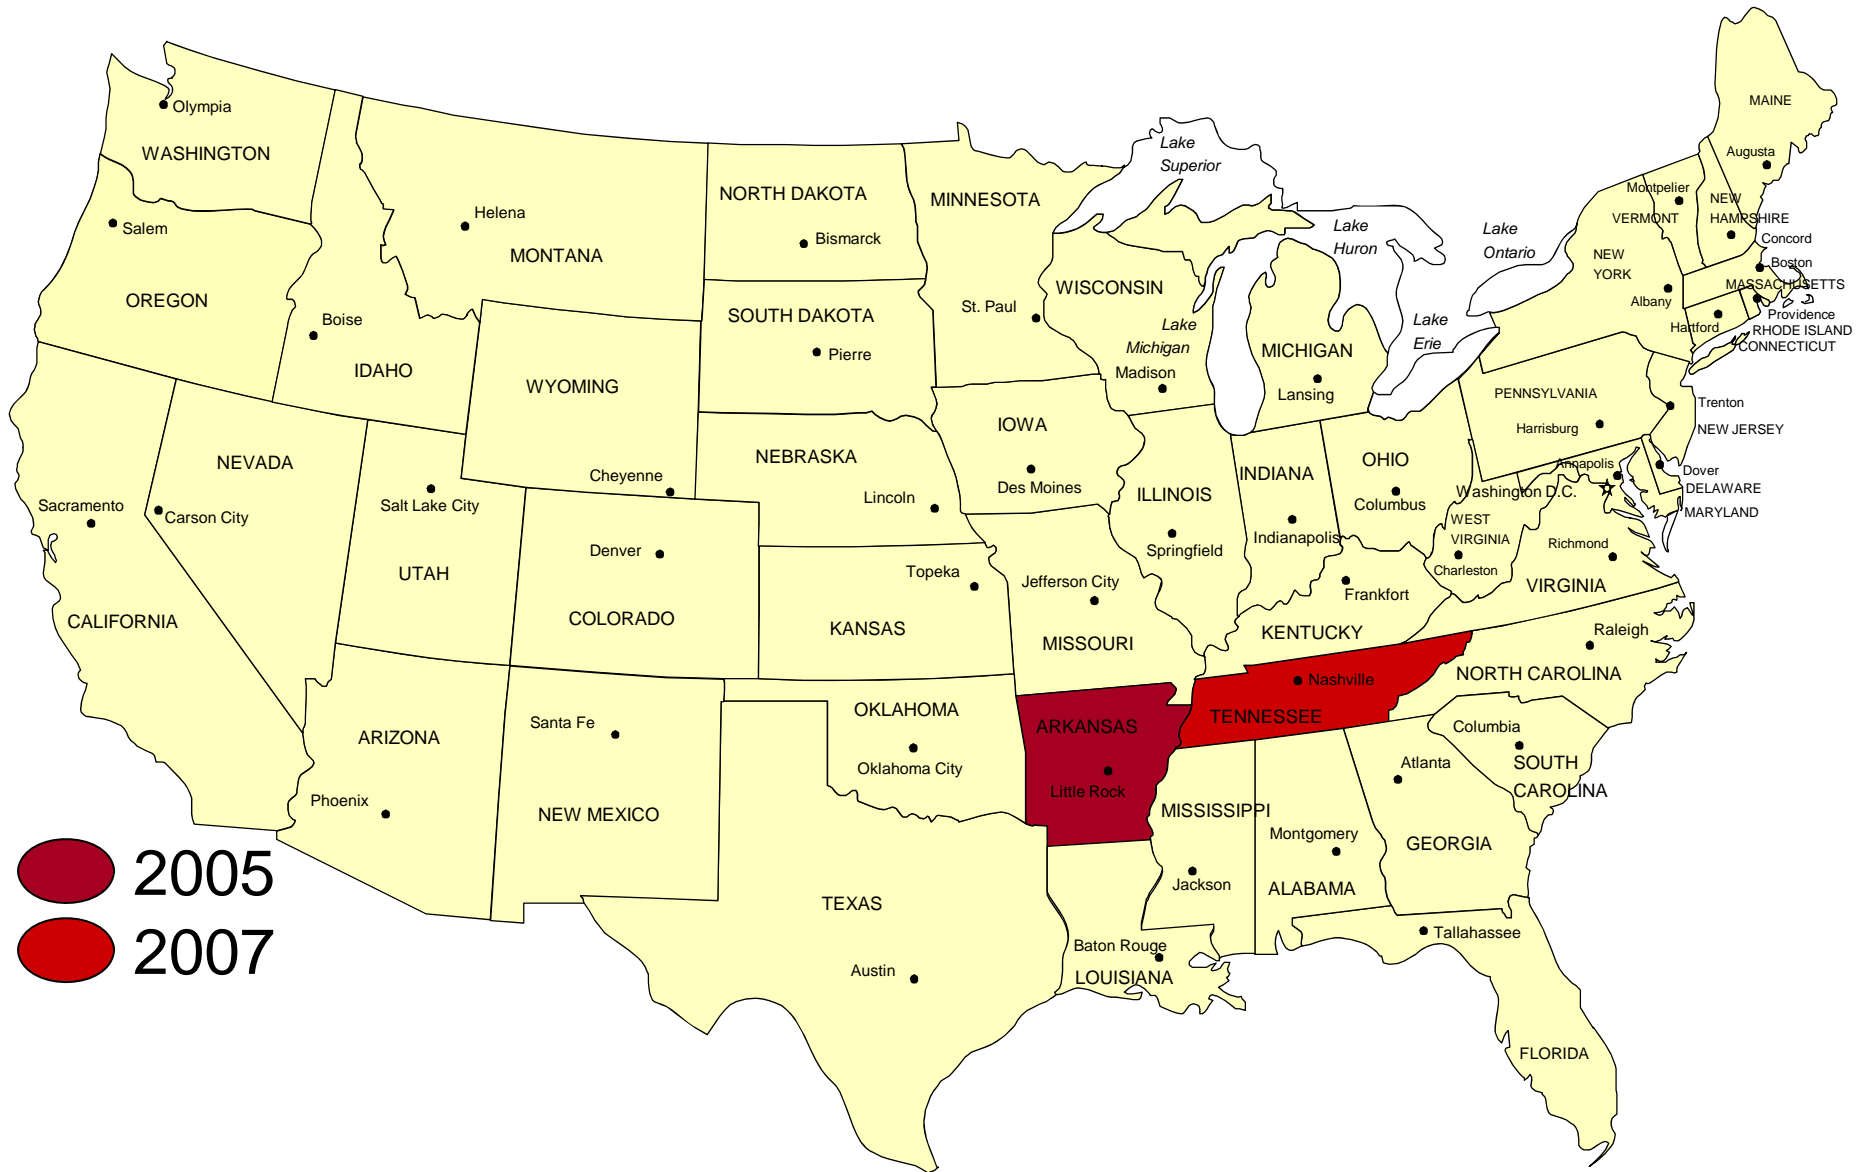 Olympia
WASHINGTON
Salem
OREGON
Helena
MONTANA
Boise
IDAHO
NORTH DAKOTA
Bismarck
SOUTH DAKOTA
Pierre
MINNESOTA
St. Paul
Lake
Superior
WISCONSIN
Lake
Michigan
Madison
MICHIGAN
Lansing
Lake
Huron
Lake
Erie
Lake
Ontario
MAINE
Augusta
Montpelier
VERMONT
NEW
HAMPSHIRE
Concord
Boston
MASSACHUSETTS
NEW
YORK
Albany
Hartford
Providence
RHODE ISLAND
CONNECTICUT
WYOMING
Cheyenne
NEBRASKA
Lincoln
IOWA
Des Moines
ILLINOIS
Springfield
INDIANA
Indianapolis
OHIO
Columbus
PENNSYLVANIA
Harrisburg
Trenton
NEW JERSEY
Annapolis
Dover
DELAWARE
MARYLAND
Washington D.C.
WEST
VIRGINIA
Charleston
Richmond
VIRGINIA
Sacramento
CALIFORNIA
NEVADA
Carson City
Salt Lake City
UTAH
Denver
COLORADO
Topeka
KANSAS
Jefferson City
MISSOURI
Frankfort
KENTUCKY
Nashville
TENNESSEE
Raleigh
NORTH CAROLINA
Columbia
SOUTH
CAROLINA
ARIZONA
Phoenix
Santa Fe
NEW MEXICO
OKLAHOMA
Oklahoma City
ARKANSAS
Little Rock
MISSISSIPPI
Jackson
Montgomery
ALABAMA
Atlanta
GEORGIA
TEXAS
Austin
Baton Rouge
LOUISIANA
Tallahassee
FLORIDA
2005
2007